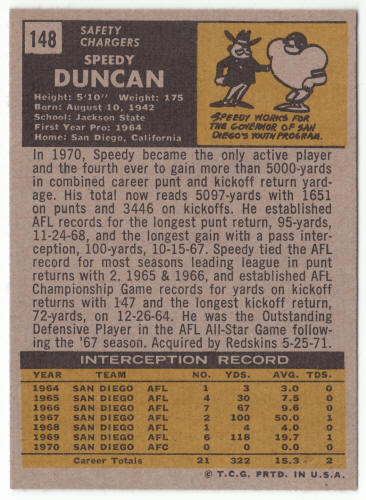 148
SAFETY
CHARGERS
SPEEDY
DUNCAN
Height: 5'10" Weight: 175
Born: August 10, 1942
School: Jackson State
First Year Pro: 1964
Home: San Diego, California
SPEEDY WORKS FOR
THE GOVERNOR OF SAN
DIEGO'S YOUTH PROGRAM.
In 1970, Speedy became the only active player
and the fourth ever to gain more than 5000-yards
in combined career punt and kickoff return yard-
age. His total now reads 5097-yards with 1651
on punts and 3446 on kickoffs. He established
AFL records for the longest punt return, 95-yards,
11-24-68, and the longest gain with a pass inter-
ception, 100-yards, 10-15-67. Speedy tied the AFL
record for most seasons leading league in punt
returns with 2, 1965 & 1966, and established AFL
Championship Game records for yards on kickoff
returns with 147 and the longest kickoff return,
72-yards, on 12-26-64. He was the Outstanding
Defensive Player in the AFL All-Star Game follow-
ing the '67 season. Acquired by Redskins 5-25-71.
INTERCEPTION RECORD
YEAR TEAM NO. YDS. AVG. TDS.
1964 SAN DIEGO AFL 1 3 3.0 0
1965 SAN DIEGO AFL 4 30 7.5 0
1966 SAN DIEGO AFL 7 67 9.6 0
1967 SAN DIEGO AFL 2 100 50.0 1
1968 SAN DIEGO AFL 1 4 4.0 0
1969 SAN DIEGO AFL 6 118 19.7 1
1970 SAN DIEGO AFC 0 0 0.0 0
Career Totals 21 322 15.3 2
© T.C.G. PRTD. IN U.S.A.